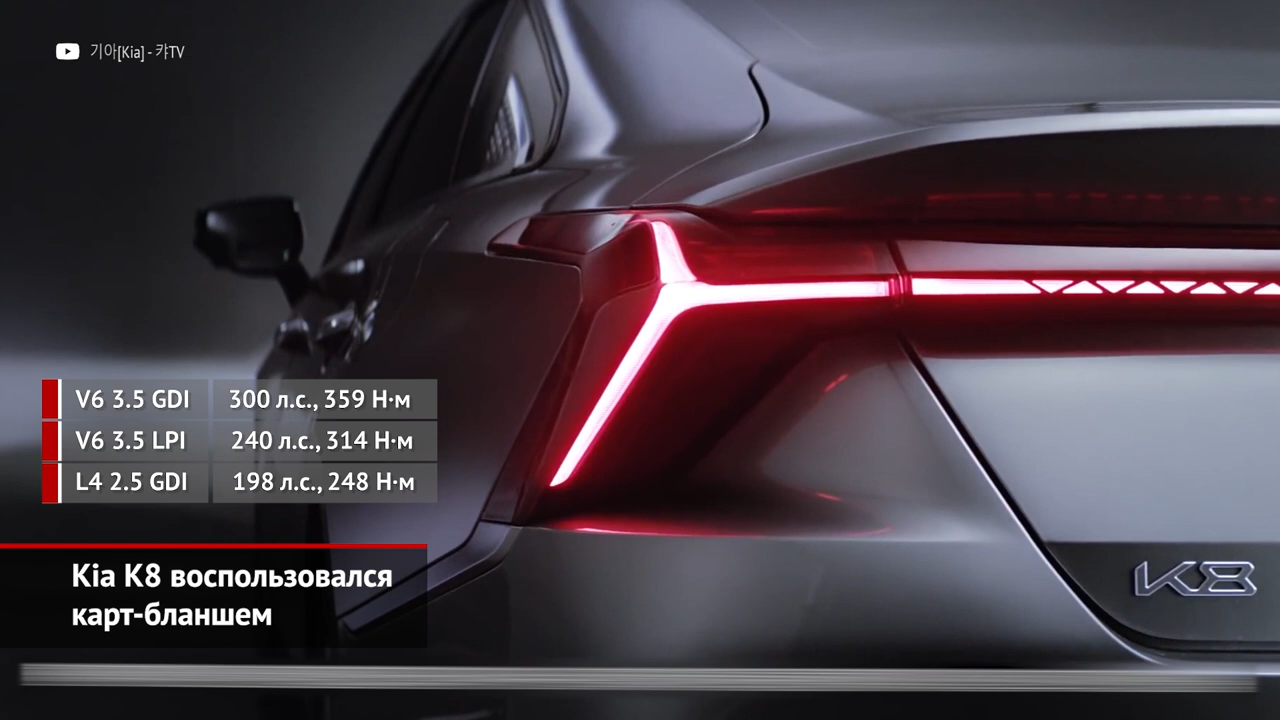 기아[Kia] - 캬TV
V6 3.5 GDI 300 л.с., 359 Н·м
V6 3.5 LPI 240 л.с., 314 Н·м
L4 2.5 GDI 198 л.с., 248 Н·м
Kia K8 воспользовался
карт-бланшем
K8